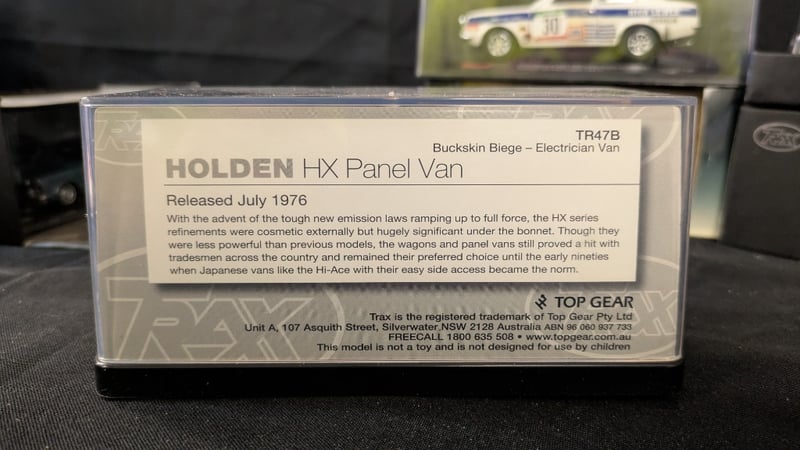 TR47B
Buckskin Biege – Electrician Van
HOLDEN HX Panel Van
Released July 1976
With the advent of the tough new emission laws ramping up to full force, the HX series
refinements were cosmetic externally but hugely significant under the bonnet. Though they
were less powerful than previous models, the wagons and panel vans still proved a hit with
tradesmen across the country and remained their preferred choice until the early nineties
when Japanese vans like the Hi-Ace with their easy side access became the norm.
TOP GEAR
Trax is the registered trademark of Top Gear Pty Ltd
Unit A, 107 Asquith Street, Silverwater,NSW 2128 Australia ABN 96 060 937 733
FREECALL 1800 635 508 • www.topgear.com.au
This model is not a toy and is not designed for use by children
TRAX
TRAX